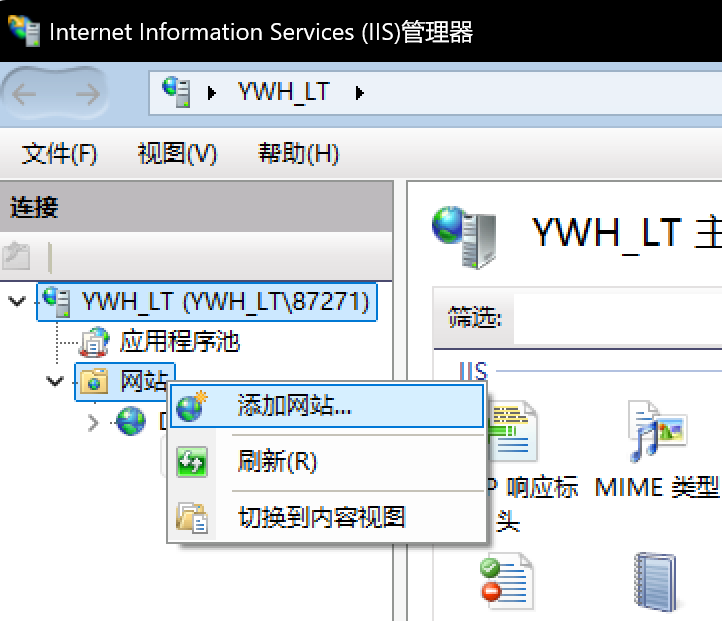 Internet Information Services (IIS)管理器
YWH_LT
文件(F) 视图(V) 帮助(H)
连接
YWH_LT 主
YWH_LT (YWH_LT\87271)
筛选:
应用程序池
网站
IIS
添加网站...
刷新(R)
响应标
头
MIME 类型
切换到内容视图